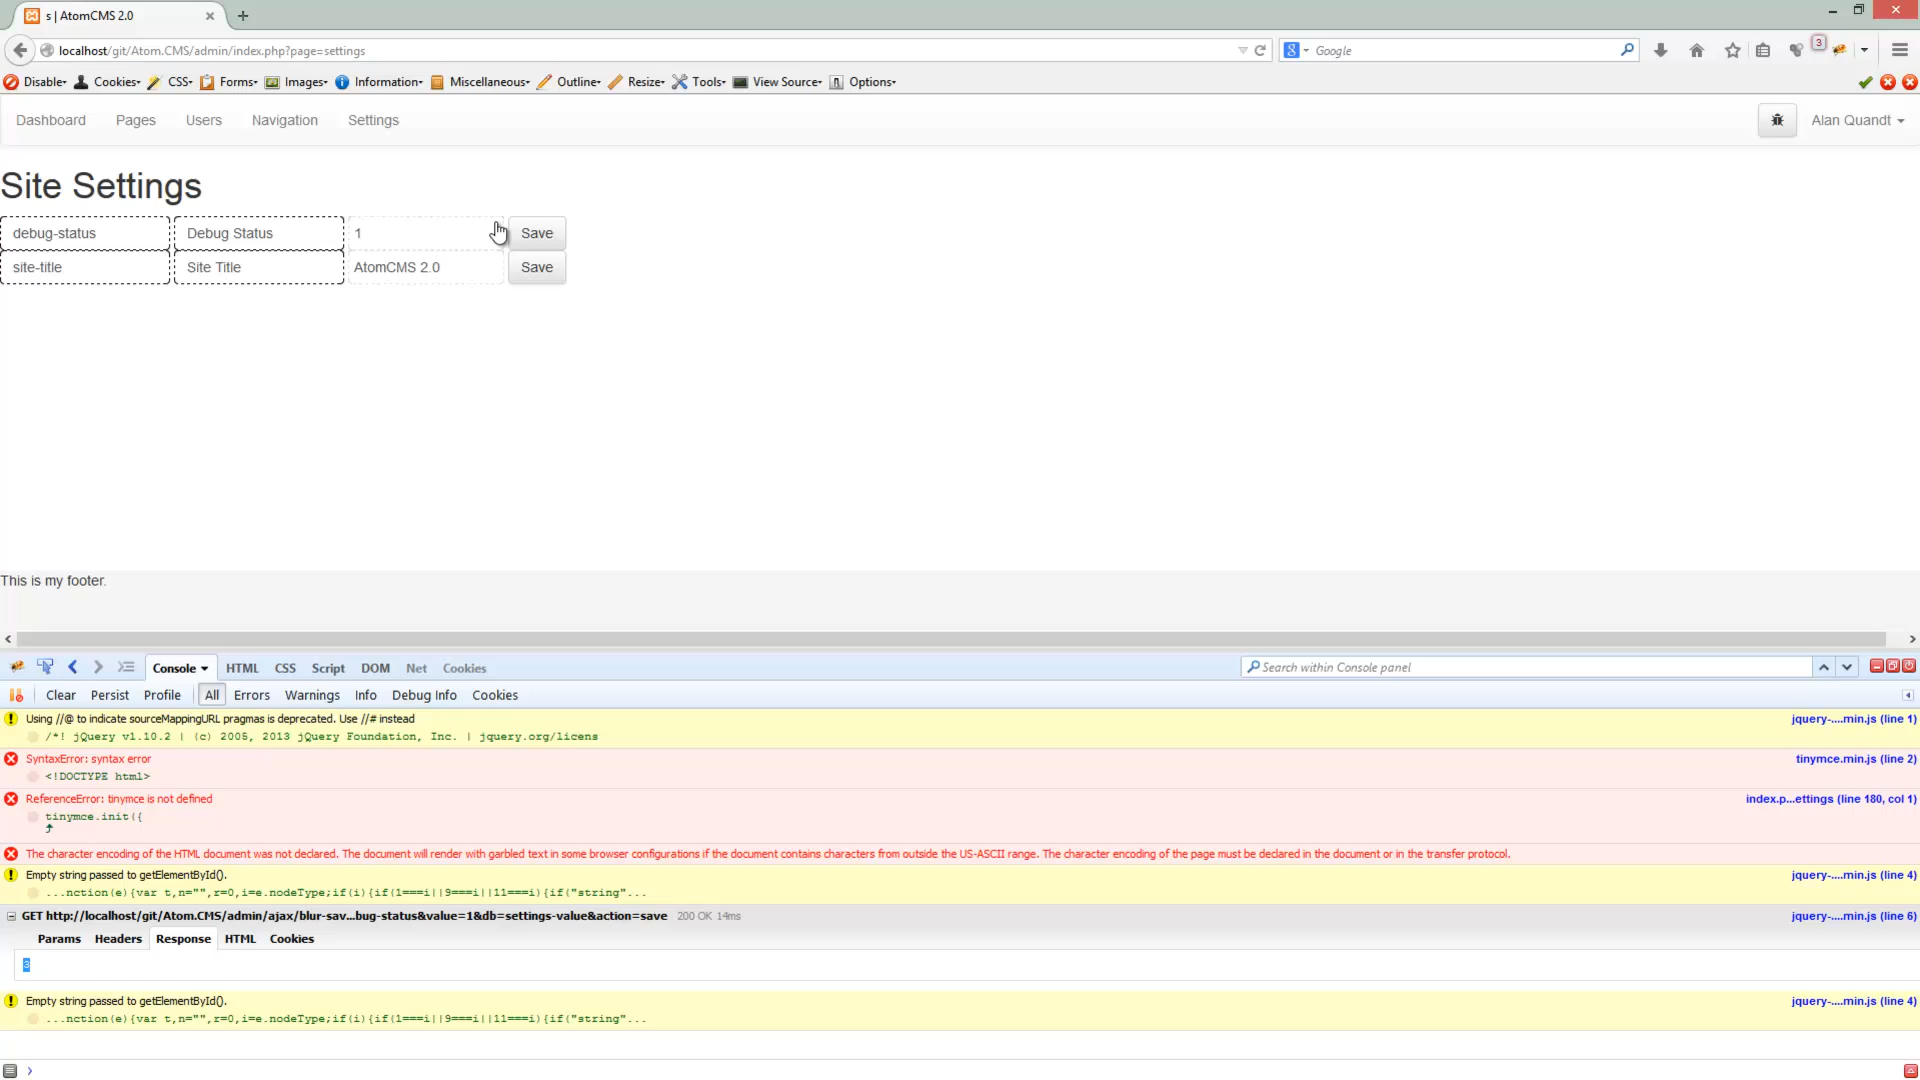 s | AtomCMS 2.0
localhost/git/Atom.CMS/admin/index.php?page=settings
Google
3
Disable Cookies CSS Forms Images Information Miscellaneous Outline Resize Tools View Source Options
Dashboard Pages Users Navigation Settings
Alan Quandt
Site Settings
debug-status Debug Status 1 Save
site-title Site Title AtomCMS 2.0 Save
This is my footer.
Console HTML CSS Script DOM Net Cookies
Search within Console panel
Clear Persist Profile All Errors Warnings Info Debug Info Cookies
Using //@ to indicate sourceMappingURL pragmas is deprecated. Use //# instead jquery-....min.js (line 1)
/*! jQuery v1.10.2 | (c) 2005, 2013 jQuery Foundation, Inc. | jquery.org/licens
SyntaxError: syntax error tinymce.min.js (line 2)
<!DOCTYPE html>
ReferenceError: tinymce is not defined index.p...ettings (line 180, col 1)
tinymce.init({
The character encoding of the HTML document was not declared. The document will render with garbled text in some browser configurations if the document contains characters from outside the US-ASCII range. The character encoding of the page must be declared in the document or in the transfer protocol.
Empty string passed to getElementById(). jquery-....min.js (line 4)
...nction(e){var t,n="",r=0,i=e.nodeType;if(i){if(1===i||9===i||11===i){if("string"...
GET http://localhost/git/Atom.CMS/admin/ajax/blur-sav...bug-status&value=1&db=settings-value&action=save 200 OK 14ms jquery-....min.js (line 6)
Params Headers Response HTML Cookies
3
Empty string passed to getElementById(). jquery-....min.js (line 4)
...nction(e){var t,n="",r=0,i=e.nodeType;if(i){if(1===i||9===i||11===i){if("string"...